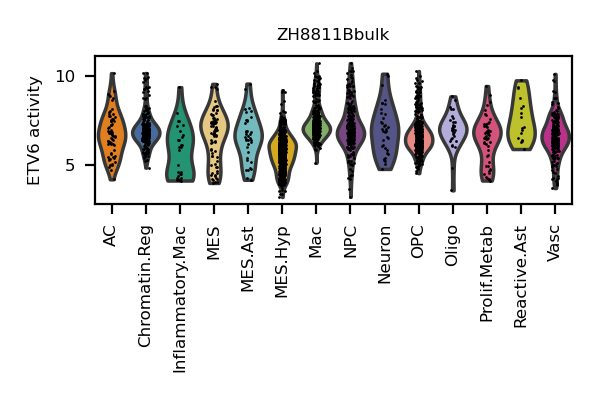 ZH8811Bbulk
ETV6 activity
10
5
AC
Chromatin.Reg
Inflammatory.Mac
MES
MES.Ast
MES.Hyp
Mac
NPC
Neuron
OPC
Oligo
Prolif.Metab
Reactive.Ast
Vasc